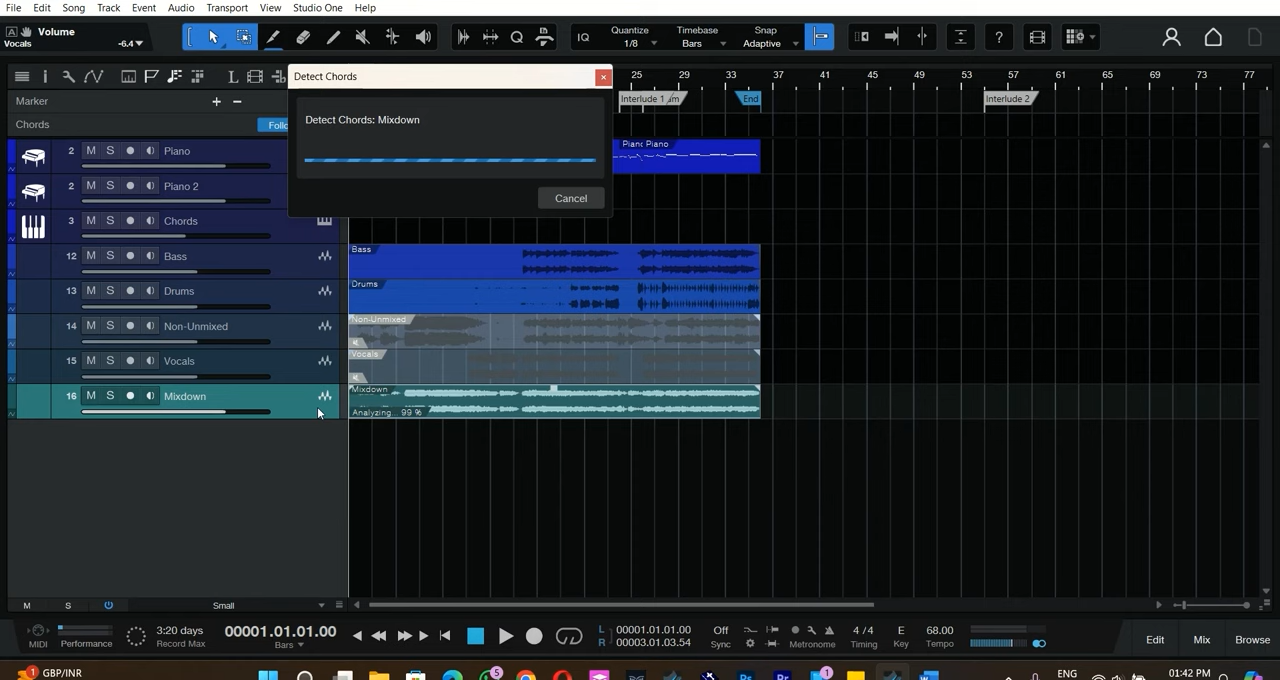 File Edit Song Track Event Audio Transport View Studio One Help
A Volume
Vocals -6.4
IQ Quantize Timebase Snap
1/8 Bars Adaptive
?
Detect Chords
25 29 33 37 41 45 49 53 57 61 65 69 73 77
Marker + −
Interlude 1 End Interlude 2
Chords Follo
Detect Chords: Mixdown
Cancel
2 M S Piano
Piano
2 M S Piano 2
3 M S Chords
12 M S Bass
Bass
13 M S Drums
Drums
14 M S Non-Unmixed
Non-Unmixed
15 M S Vocals
Vocals
16 M S Mixdown
Mixdown
Analyzing... 99 %
M S Small
MIDI Performance
3:20 days
Record Max
00001.01.01.00
Bars
L 00001.01.01.00
R 00003.01.03.54
Off
Sync
Metronome
4 / 4
Timing
E
Key
68.00
Tempo
Edit Mix Browse
1 GBP/INR
5
1
ENG
01:42 PM